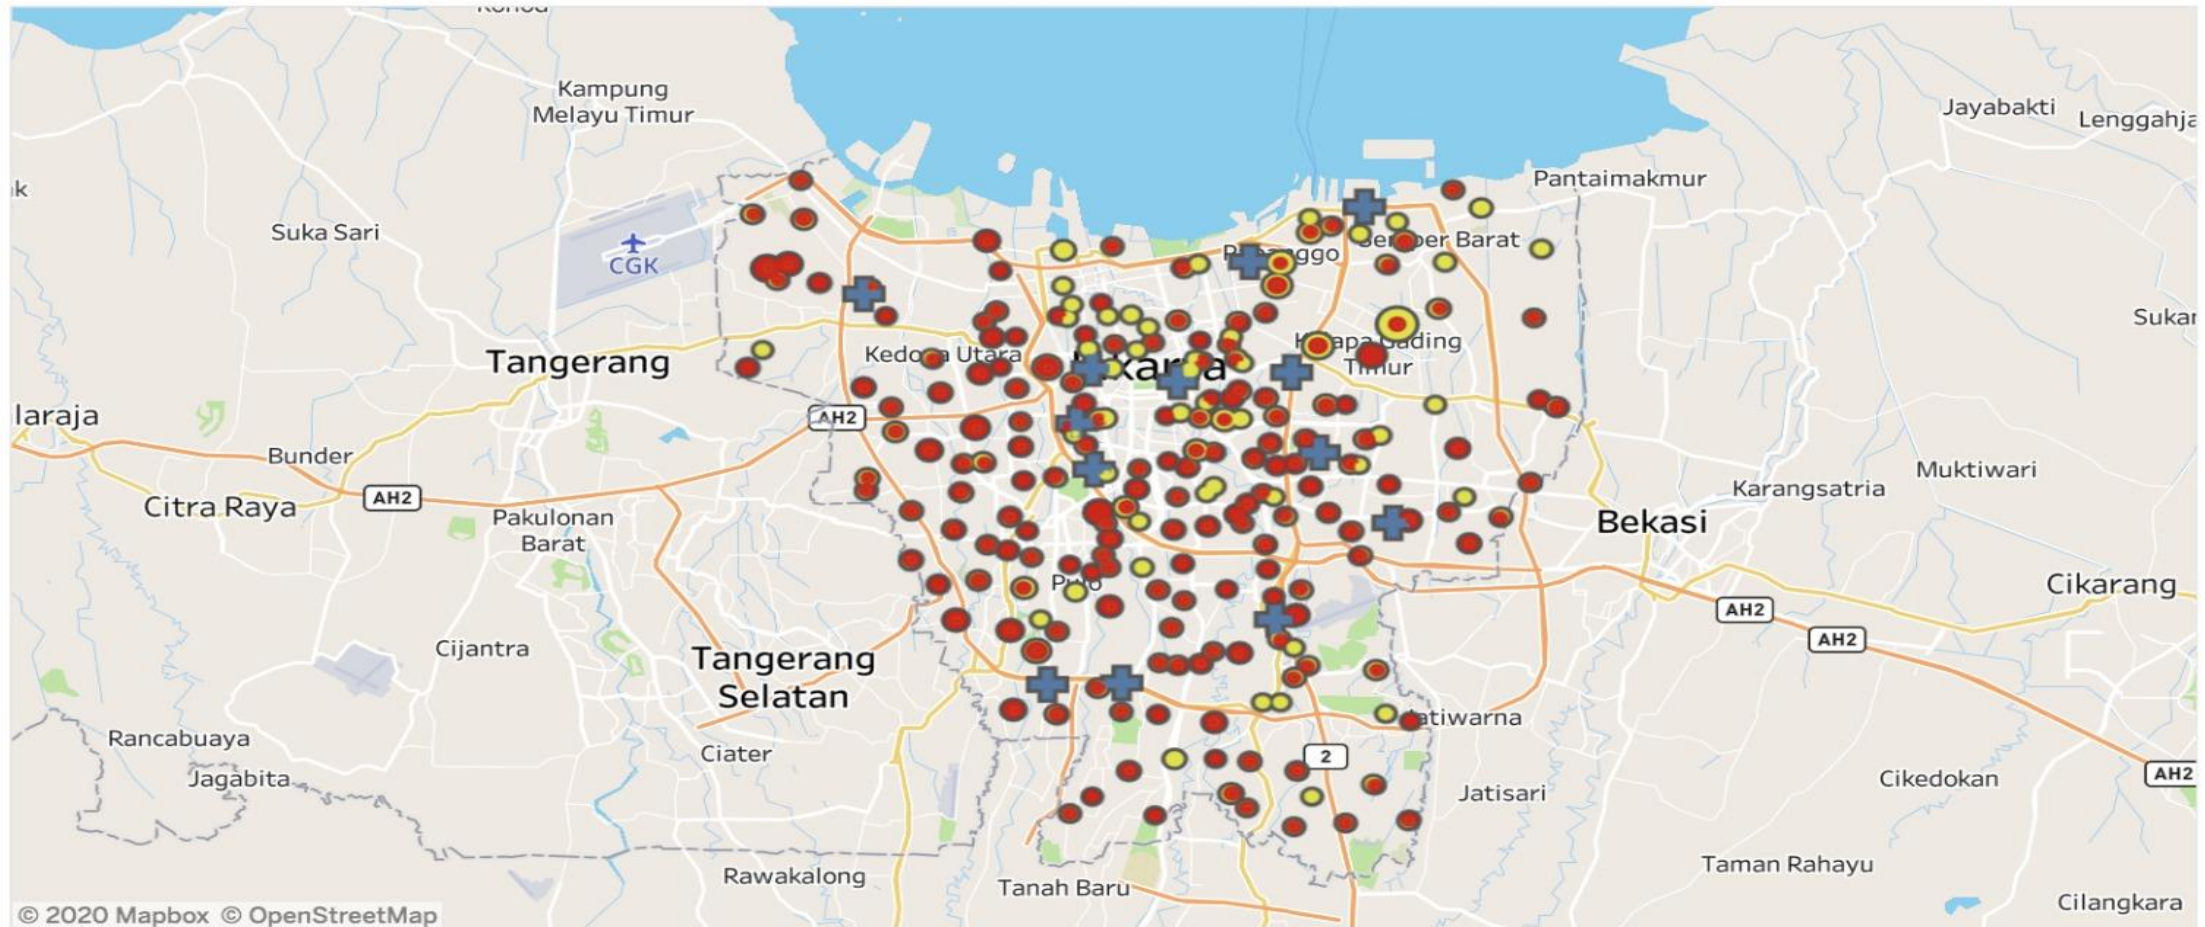 Kampung
Melayu Timur
Jayabakti
Lenggahja
Pantaimakmur
k
Suka Sari
CGK
Sukar
Tangerang
Kedoya Utara
Timur
laraja
AH2
Bunder
Muktiwari
Karangsatria
AH2
Citra Raya
Pakulonan
Barat
Bekasi
Cikarang
AH2
AH2
Cijantra
Tangerang
Selatan
Rancabuaya
Ciater
2
AH2
Jagabita
Cikedokan
Jatisari
Taman Rahayu
Rawakalong
Tanah Baru
Cilangkara
© 2020 Mapbox © OpenStreetMap